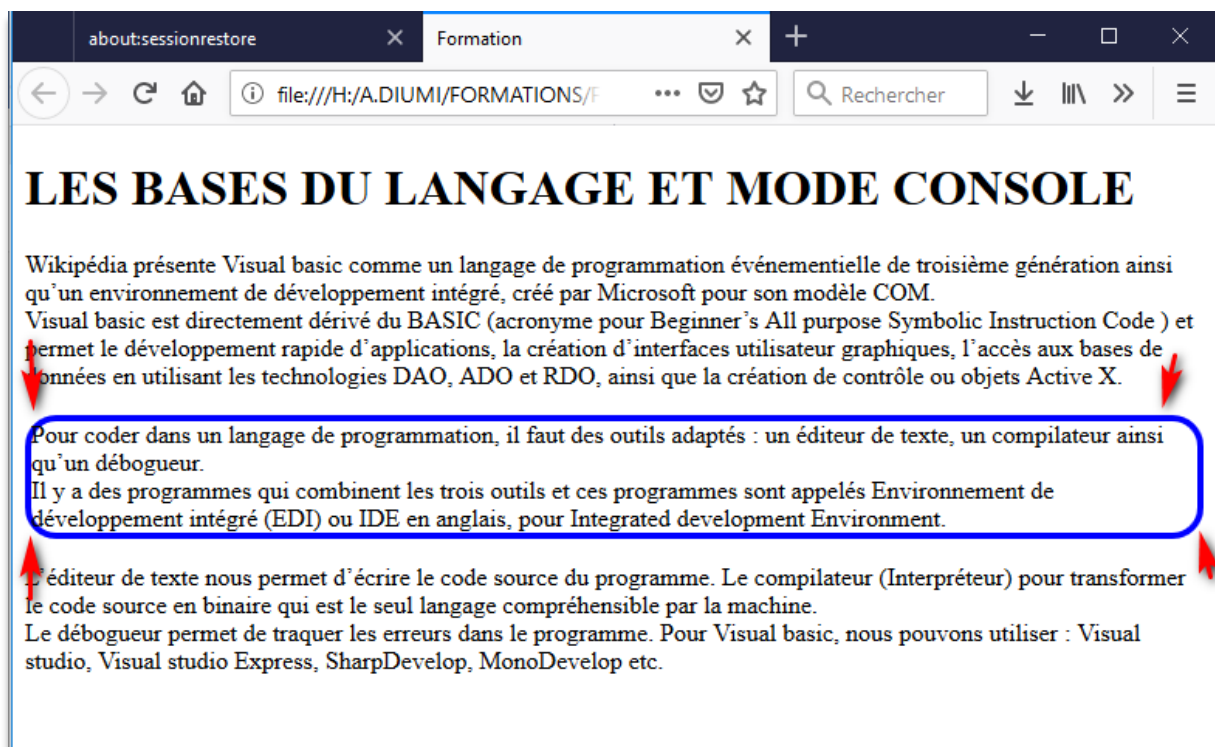 about:sessionrestore
Formation
file:///H:/A.DIUMI/FORMATIONS/F
Rechercher
LES BASES DU LANGAGE ET MODE CONSOLE
Wikipédia présente Visual basic comme un langage de programmation événementielle de troisième génération ainsi
qu’un environnement de développement intégré, créé par Microsoft pour son modèle COM.
Visual basic est directement dérivé du BASIC (acronyme pour Beginner’s All purpose Symbolic Instruction Code ) et
permet le développement rapide d’applications, la création d’interfaces utilisateur graphiques, l’accès aux bases de
données en utilisant les technologies DAO, ADO et RDO, ainsi que la création de contrôle ou objets Active X.
Pour coder dans un langage de programmation, il faut des outils adaptés : un éditeur de texte, un compilateur ainsi
qu’un débogueur.
Il y a des programmes qui combinent les trois outils et ces programmes sont appelés Environnement de
développement intégré (EDI) ou IDE en anglais, pour Integrated development Environment.
L’éditeur de texte nous permet d’écrire le code source du programme. Le compilateur (Interpréteur) pour transformer
le code source en binaire qui est le seul langage compréhensible par la machine.
Le débogueur permet de traquer les erreurs dans le programme. Pour Visual basic, nous pouvons utiliser : Visual
studio, Visual studio Express, SharpDevelop, MonoDevelop etc.